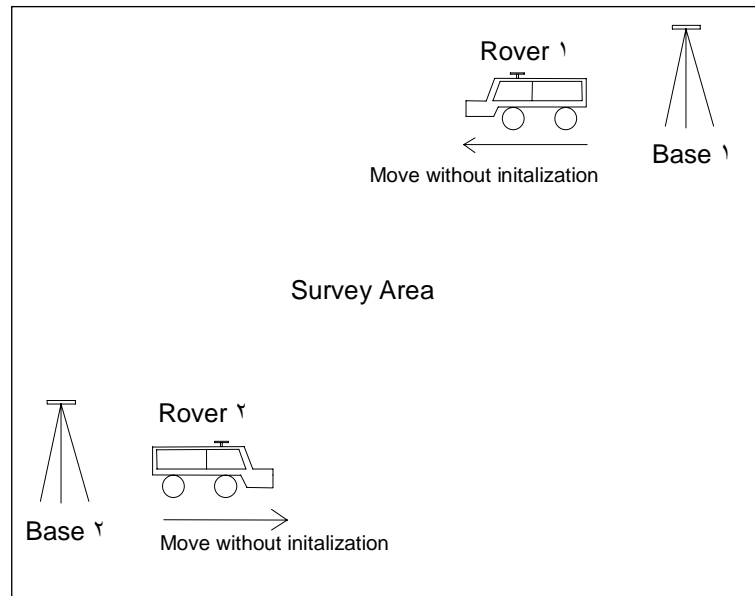 Rover ١
Base ١
Move without initalization
Survey Area
Rover ٢
Base ٢
Move without initalization